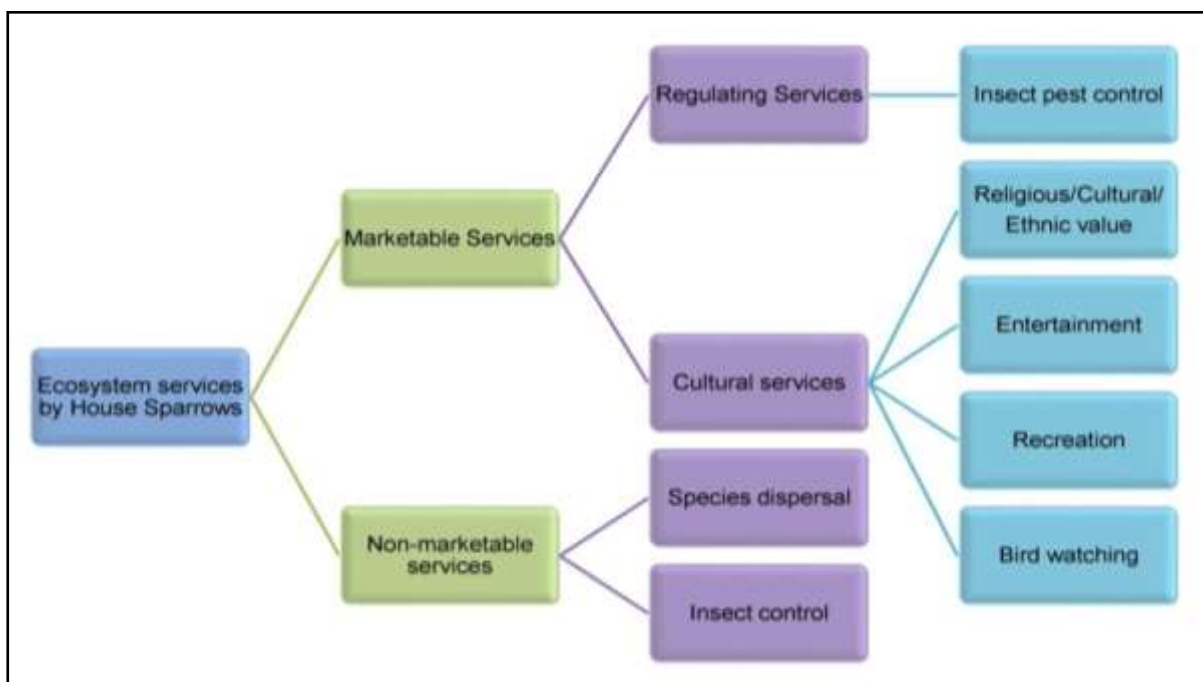 Ecosystem services
by House Sparrows
Marketable Services
Non-marketable
services
Regulating Services
Cultural services
Species dispersal
Insect control
Insect pest control
Religious/Cultural/
Ethnic value
Entertainment
Recreation
Bird watching